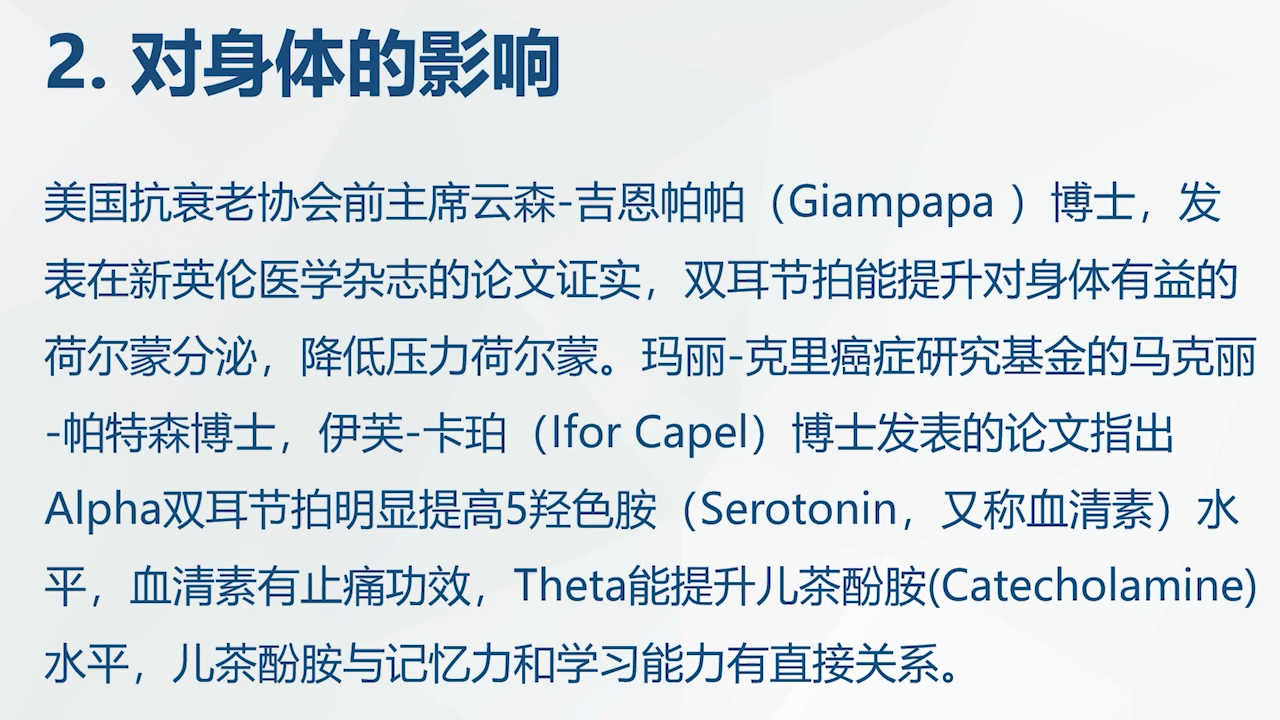 2. 对身体的影响
美国抗衰老协会前主席云森-吉恩帕帕（Giampapa ）博士，发
表在新英伦医学杂志的论文证实，双耳节拍能提升对身体有益的
荷尔蒙分泌，降低压力荷尔蒙。玛丽-克里癌症研究基金的马克丽
-帕特森博士，伊芙-卡珀（Ifor Capel）博士发表的论文指出
Alpha双耳节拍明显提高5羟色胺（Serotonin，又称血清素）水
平，血清素有止痛功效，Theta能提升儿茶酚胺(Catecholamine)
水平，儿茶酚胺与记忆力和学习能力有直接关系。